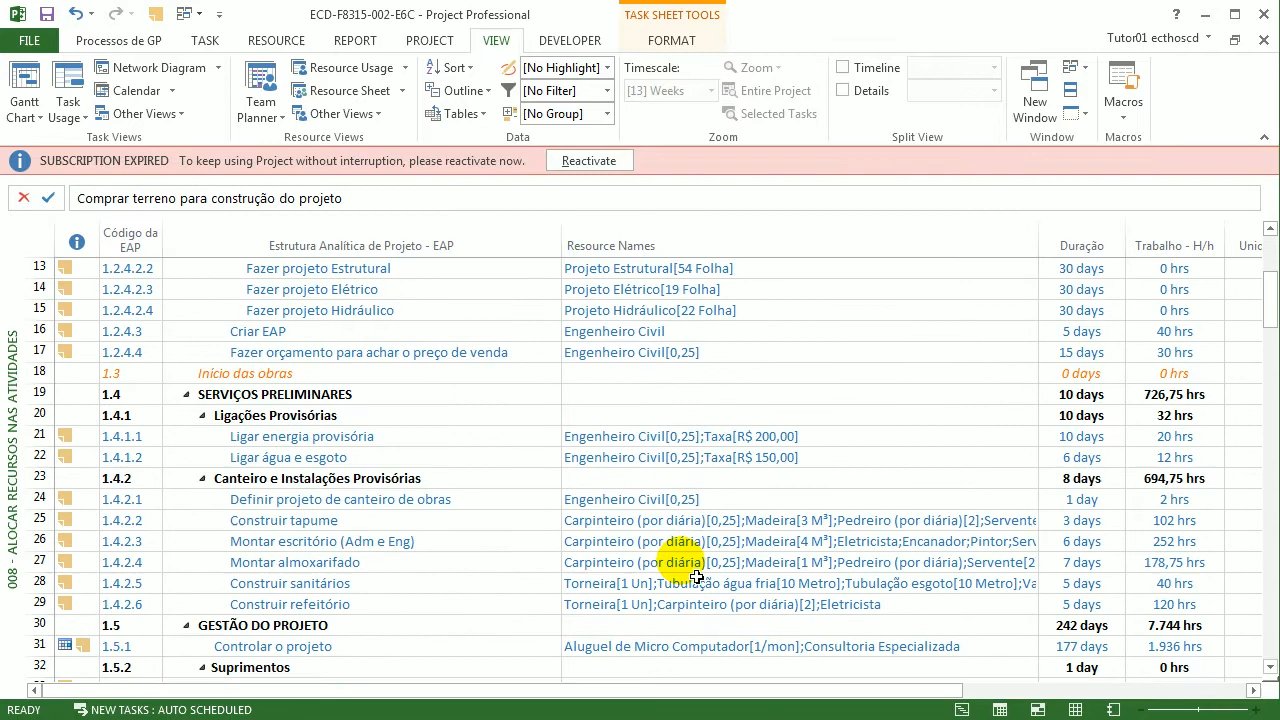 ECD-F8315-002-E6C - Project Professional
TASK SHEET TOOLS
?
FILE
Processos de GP
TASK
RESOURCE
REPORT
PROJECT
VIEW
DEVELOPER
FORMAT
Tutor01 ecthoscd
Gantt Chart
Task Usage
Network Diagram
Calendar
Other Views
Task Views
Team Planner
Resource Usage
Resource Sheet
Other Views
Resource Views
Sort
Outline
Tables
[No Highlight]
[No Filter]
[No Group]
Data
Timescale:
[13] Weeks
Zoom
Entire Project
Selected Tasks
Zoom
Timeline
Details
Split View
New Window
Window
Macros
Macros
SUBSCRIPTION EXPIRED To keep using Project without interruption, please reactivate now. Reactivate
Comprar terreno para construção do projeto
Código da EAP
Estrutura Analítica de Projeto - EAP
Resource Names
Duração
Trabalho - H/h
Unid
13 1.2.4.2.2 Fazer projeto Estrutural Projeto Estrutural[54 Folha] 30 days 0 hrs
14 1.2.4.2.3 Fazer projeto Elétrico Projeto Elétrico[19 Folha] 30 days 0 hrs
15 1.2.4.2.4 Fazer projeto Hidráulico Projeto Hidráulico[22 Folha] 30 days 0 hrs
16 1.2.4.3 Criar EAP Engenheiro Civil 5 days 40 hrs
17 1.2.4.4 Fazer orçamento para achar o preço de venda Engenheiro Civil[0,25] 15 days 30 hrs
18 1.3 Início das obras 0 days 0 hrs
19 1.4 SERVIÇOS PRELIMINARES 10 days 726,75 hrs
20 1.4.1 Ligações Provisórias 10 days 32 hrs
21 1.4.1.1 Ligar energia provisória Engenheiro Civil[0,25];Taxa[R$ 200,00] 10 days 20 hrs
22 1.4.1.2 Ligar água e esgoto Engenheiro Civil[0,25];Taxa[R$ 150,00] 6 days 12 hrs
23 1.4.2 Canteiro e Instalações Provisórias 8 days 694,75 hrs
24 1.4.2.1 Definir projeto de canteiro de obras Engenheiro Civil[0,25] 1 day 2 hrs
25 1.4.2.2 Construir tapume Carpinteiro (por diária)[0,25];Madeira[3 M³];Pedreiro (por diária)[2];Servente 3 days 102 hrs
26 1.4.2.3 Montar escritório (Adm e Eng) Carpinteiro (por diária)[0,25];Madeira[4 M³];Eletricista;Encanador;Pintor;Serv 6 days 252 hrs
27 1.4.2.4 Montar almoxarifado Carpinteiro (por diária)[0,25];Madeira[1 M³];Pedreiro (por diária);Servente[2 7 days 178,75 hrs
28 1.4.2.5 Construir sanitários Torneira[1 Un];Tubulação água fria[10 Metro];Tubulação esgoto[10 Metro];Va 5 days 40 hrs
29 1.4.2.6 Construir refeitório Torneira[1 Un];Carpinteiro (por diária)[2];Eletricista 5 days 120 hrs
30 1.5 GESTÃO DO PROJETO 242 days 7.744 hrs
31 1.5.1 Controlar o projeto Aluguel de Micro Computador[1/mon];Consultoria Especializada 177 days 1.936 hrs
32 1.5.2 Suprimentos 1 day 0 hrs
008 - ALOCAR RECURSOS NAS ATIVIDADES
READY
NEW TASKS : AUTO SCHEDULED